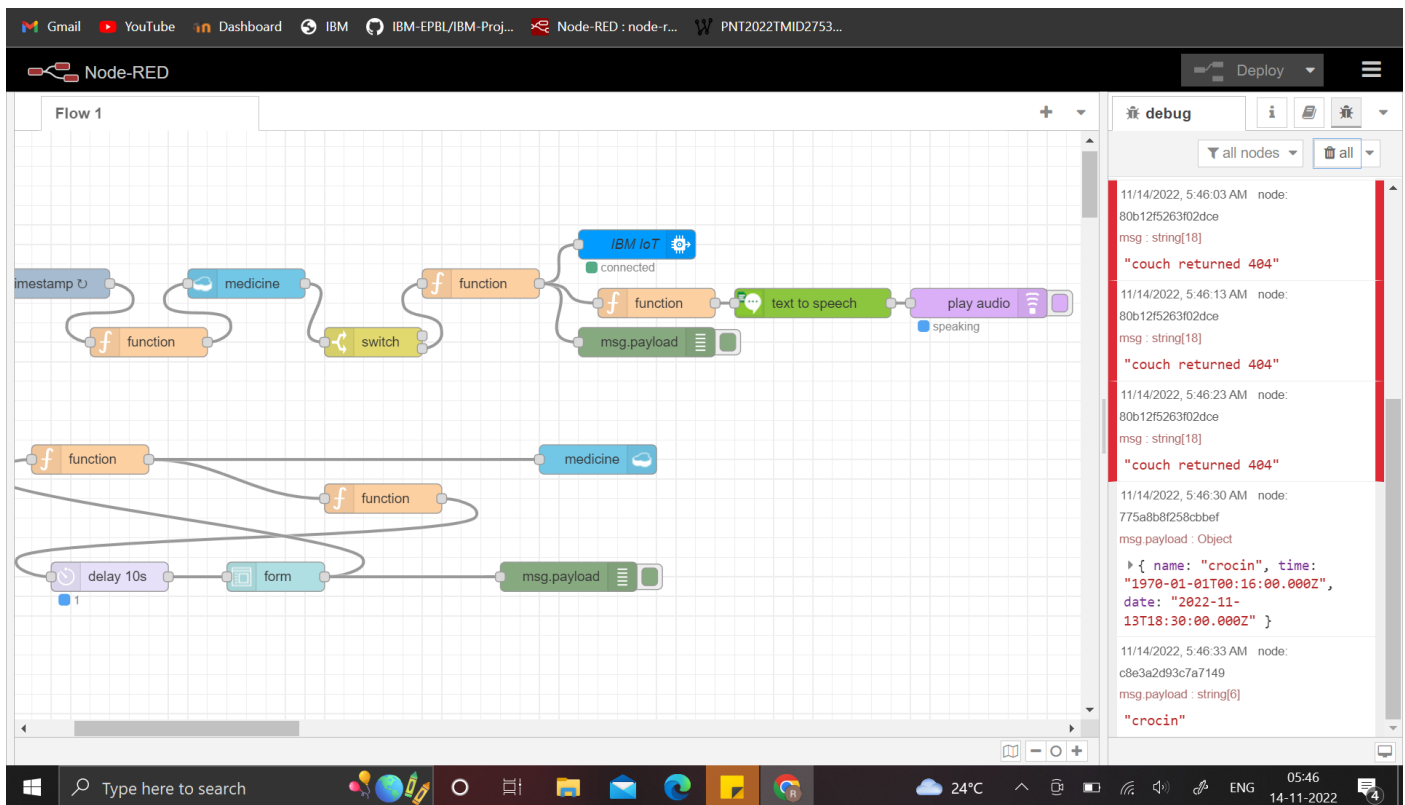 Gmail YouTube Dashboard IBM IBM-EPBL/IBM-Proj... Node-RED : node-r... PNT2022TMID2753...
Node-RED Deploy
Flow 1
debug i
all nodes all
IBM IoT
connected
imestamp ↻ medicine function
function text to speech play audio
speaking
function switch msg.payload
function medicine
function
delay 10s form msg.payload
1
11/14/2022, 5:46:03 AM node:
80b12f5263f02dce
msg : string[18]
"couch returned 404"
11/14/2022, 5:46:13 AM node:
80b12f5263f02dce
msg : string[18]
"couch returned 404"
11/14/2022, 5:46:23 AM node:
80b12f5263f02dce
msg : string[18]
"couch returned 404"
11/14/2022, 5:46:30 AM node:
775a8b8f258cbbef
msg.payload : Object
{ name: "crocin", time:
"1970-01-01T00:16:00.000Z",
date: "2022-11-
13T18:30:00.000Z" }
11/14/2022, 5:46:33 AM node:
c8e3a2d93c7a7149
msg.payload : string[6]
"crocin"
Type here to search 24°C ENG 05:46
14-11-2022 4